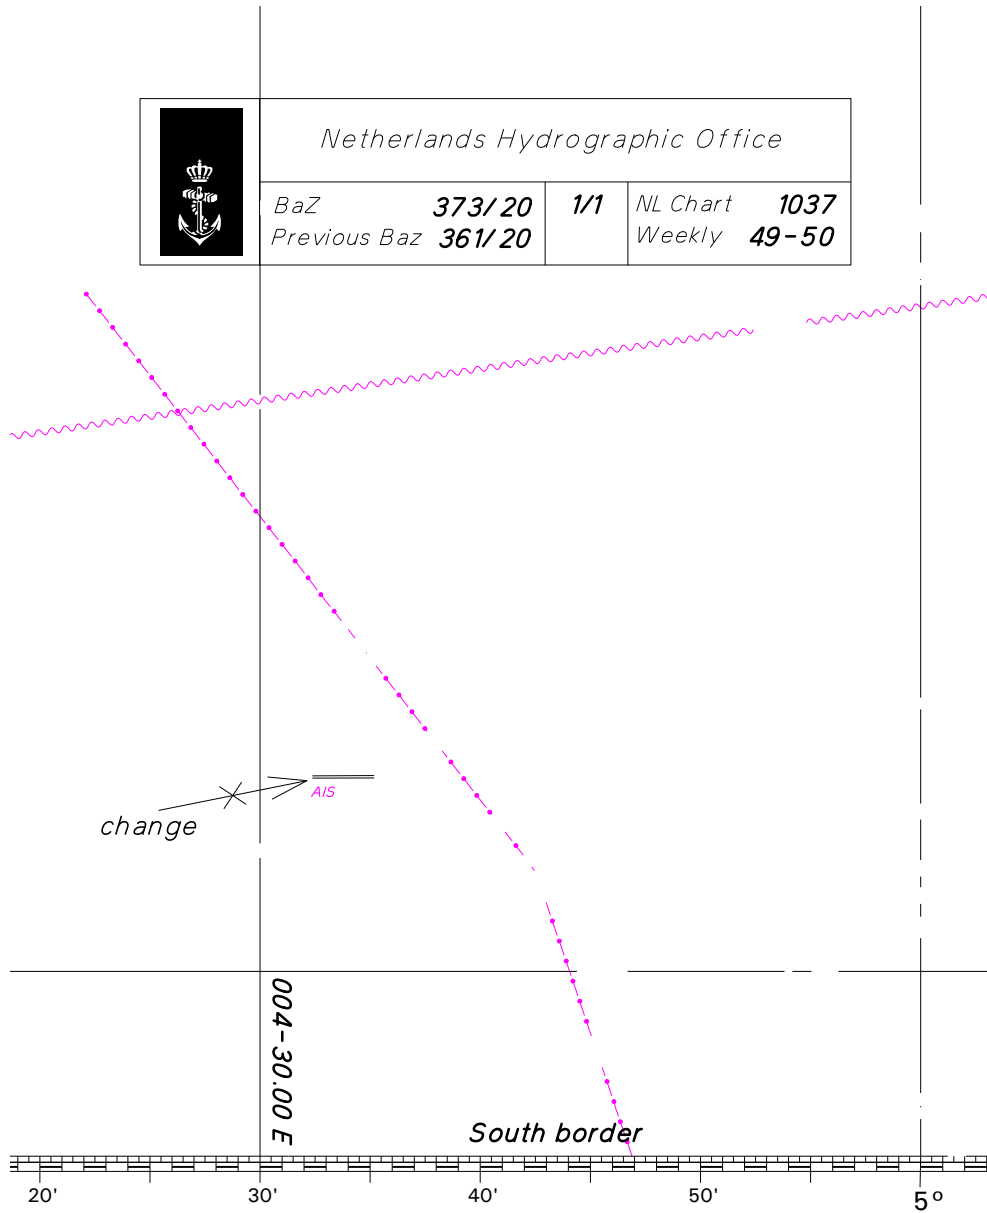 Netherlands Hydrographic Office
BaZ 373/20 1/1 NL Chart 1037
Previous Baz 361/20 Weekly 49-50
AIS
change
004-30.00 E
South border
20' 30' 40' 50' 5°